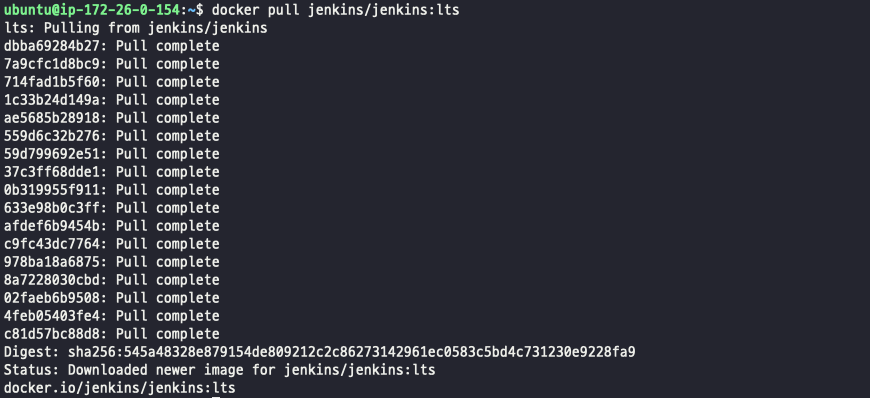 ubuntu@ip-172-26-0-154:~$ docker pull jenkins/jenkins:lts
lts: Pulling from jenkins/jenkins
dbba69284b27: Pull complete
7a9cfc1d8bc9: Pull complete
714fad1b5f60: Pull complete
1c33b24d149a: Pull complete
ae5685b28918: Pull complete
559d6c32b276: Pull complete
59d799692e51: Pull complete
37c3ff68dde1: Pull complete
0b319955f911: Pull complete
633e98b0c3ff: Pull complete
afdef6b9454b: Pull complete
c9fc43dc7764: Pull complete
978ba18a6875: Pull complete
8a7228030cbd: Pull complete
02faeb6b9508: Pull complete
4feb05403fe4: Pull complete
c81d57bc88d8: Pull complete
Digest: sha256:545a48328e879154de809212c2c86273142961ec0583c5bd4c731230e9228fa9
Status: Downloaded newer image for jenkins/jenkins:lts
docker.io/jenkins/jenkins:lts